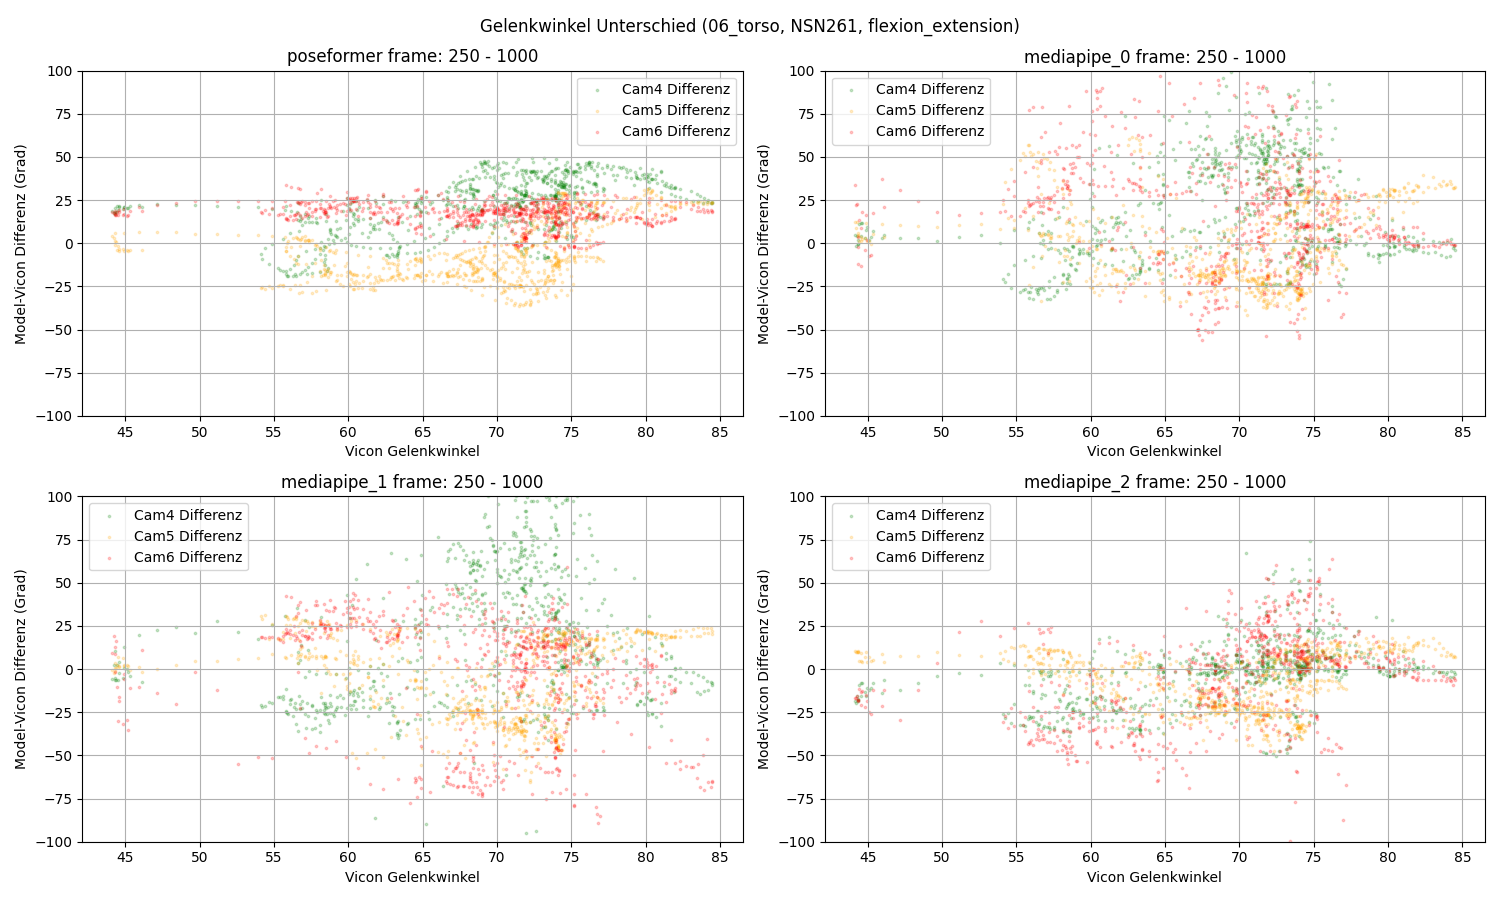 Gelenkwinkel Unterschied (06_torso, NSN261, flexion_extension)
poseformer frame: 250 - 1000
100
75
50
25
0
−25
−50
−75
−100
Model-Vicon Differenz (Grad)
Cam4 Differenz
Cam5 Differenz
Cam6 Differenz
45 50 55 60 65 70 75 80 85
Vicon Gelenkwinkel
mediapipe_0 frame: 250 - 1000
100
75
50
25
0
−25
−50
−75
−100
Model-Vicon Differenz (Grad)
Cam4 Differenz
Cam5 Differenz
Cam6 Differenz
45 50 55 60 65 70 75 80 85
Vicon Gelenkwinkel
mediapipe_1 frame: 250 - 1000
100
75
50
25
0
−25
−50
−75
−100
Model-Vicon Differenz (Grad)
Cam4 Differenz
Cam5 Differenz
Cam6 Differenz
45 50 55 60 65 70 75 80 85
Vicon Gelenkwinkel
mediapipe_2 frame: 250 - 1000
100
75
50
25
0
−25
−50
−75
−100
Model-Vicon Differenz (Grad)
Cam4 Differenz
Cam5 Differenz
Cam6 Differenz
45 50 55 60 65 70 75 80 85
Vicon Gelenkwinkel